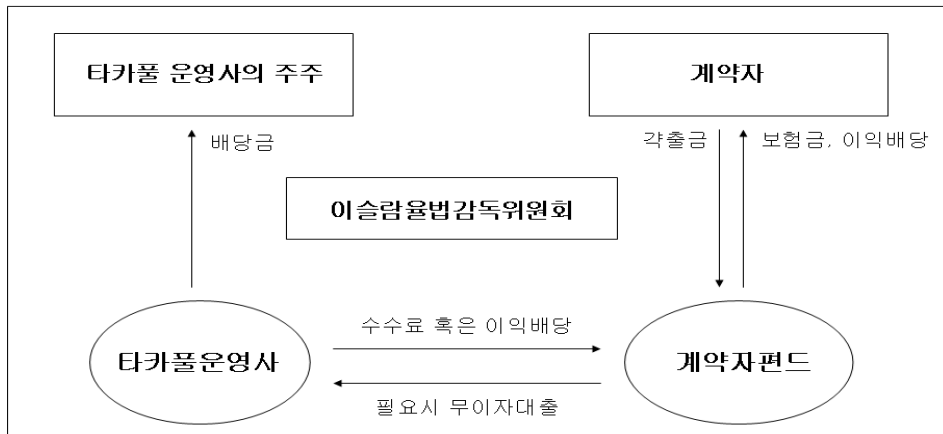 타카풀 운영사의 주주
계약자
배당금
각출금
보험금, 이익배당
이슬람율법감독위원회
수수료 혹은 이익배당
타카풀운영사
계약자펀드
필요시 무이자대출